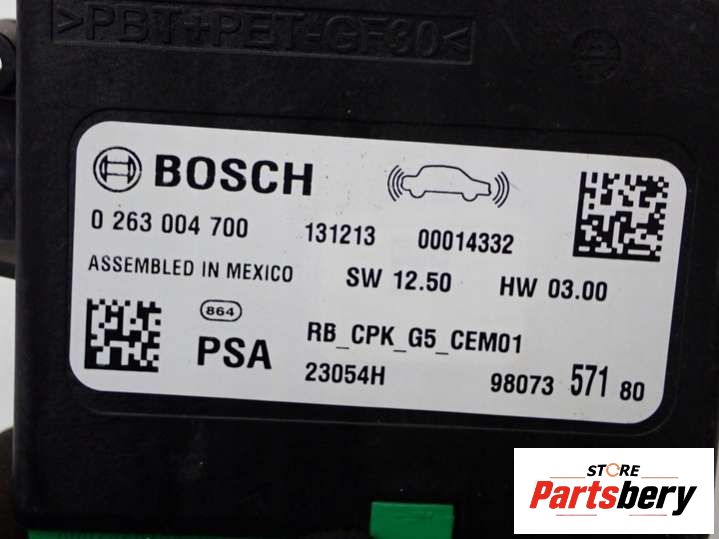 >PBT+PET-GF30<
BOSCH
0 263 004 700 131213 00014332
ASSEMBLED IN MEXICO SW 12.50 HW 03.00
864
PSA RB_CPK_G5_CEM01
23054H 98073 571 80
STORE
Partsbery